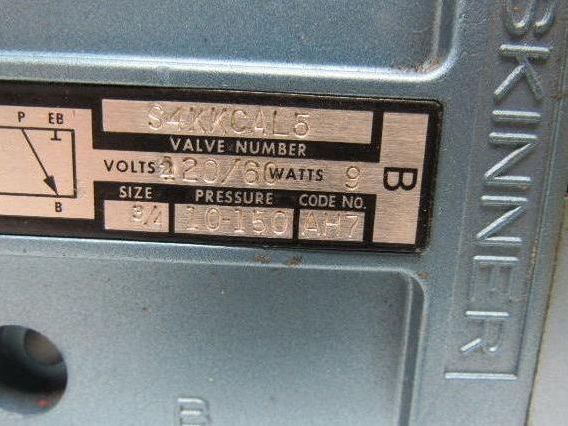 P EB
B
S4KKC4L5
VALVE NUMBER
VOLTS 120/60 WATTS 9
SIZE PRESSURE CODE NO.
3/4 10-150 AH7
B
SKINNER